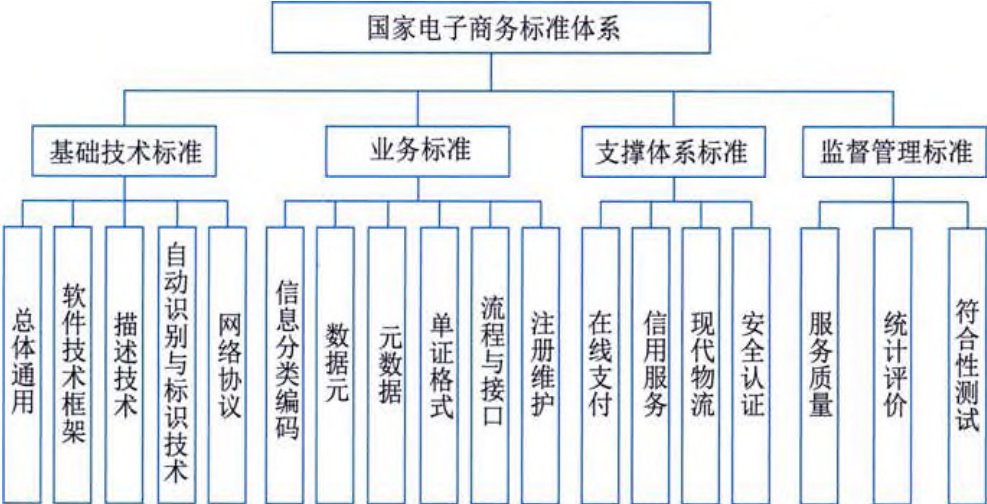 国家电子商务标准体系
基础技术标准
业务标准
支撑体系标准
监督管理标准
总体通用
软件技术框架
描述技术
自动识别与标识技术
网络协议
信息分类编码
数据元
元数据
单证格式
流程与接口
注册维护
在线支付
信用服务
现代物流
安全认证
服务质量
统计评价
符合性测试